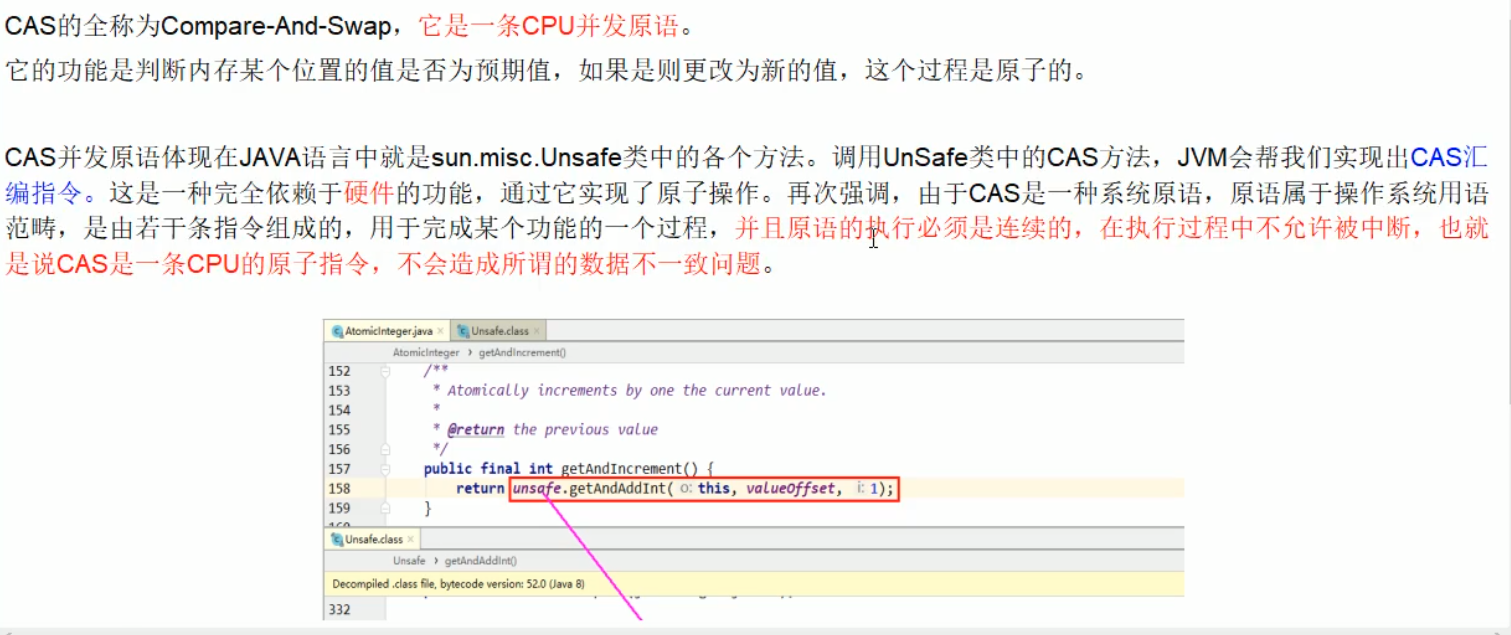 CAS的全称为Compare-And-Swap，它是一条CPU并发原语。
它的功能是判断内存某个位置的值是否为预期值，如果是则更改为新的值，这个过程是原子的。
CAS并发原语体现在JAVA语言中就是sun.misc.Unsafe类中的各个方法。调用UnSafe类中的CAS方法，JVM会帮我们实现出CAS汇
编指令。这是一种完全依赖于硬件的功能，通过它实现了原子操作。再次强调，由于CAS是一种系统原语，原语属于操作系统用语
范畴，是由若干条指令组成的，用于完成某个功能的一个过程，并且原语的执行必须是连续的，在执行过程中不允许被中断，也就
是说CAS是一条CPU的原子指令，不会造成所谓的数据不一致问题。
AtomicInteger.java × Unsafe.class ×
AtomicInteger › getAndIncrement()
152 /**
153 * Atomically increments by one the current value.
154 *
155 * @return the previous value
156 */
157 public final int getAndIncrement() {
158 return unsafe.getAndAddInt( o: this, valueOffset, i: 1);
159 }
Unsafe.class ×
Unsafe › getAndAddInt()
Decompiled .class file, bytecode version: 52.0 (Java 8)
332